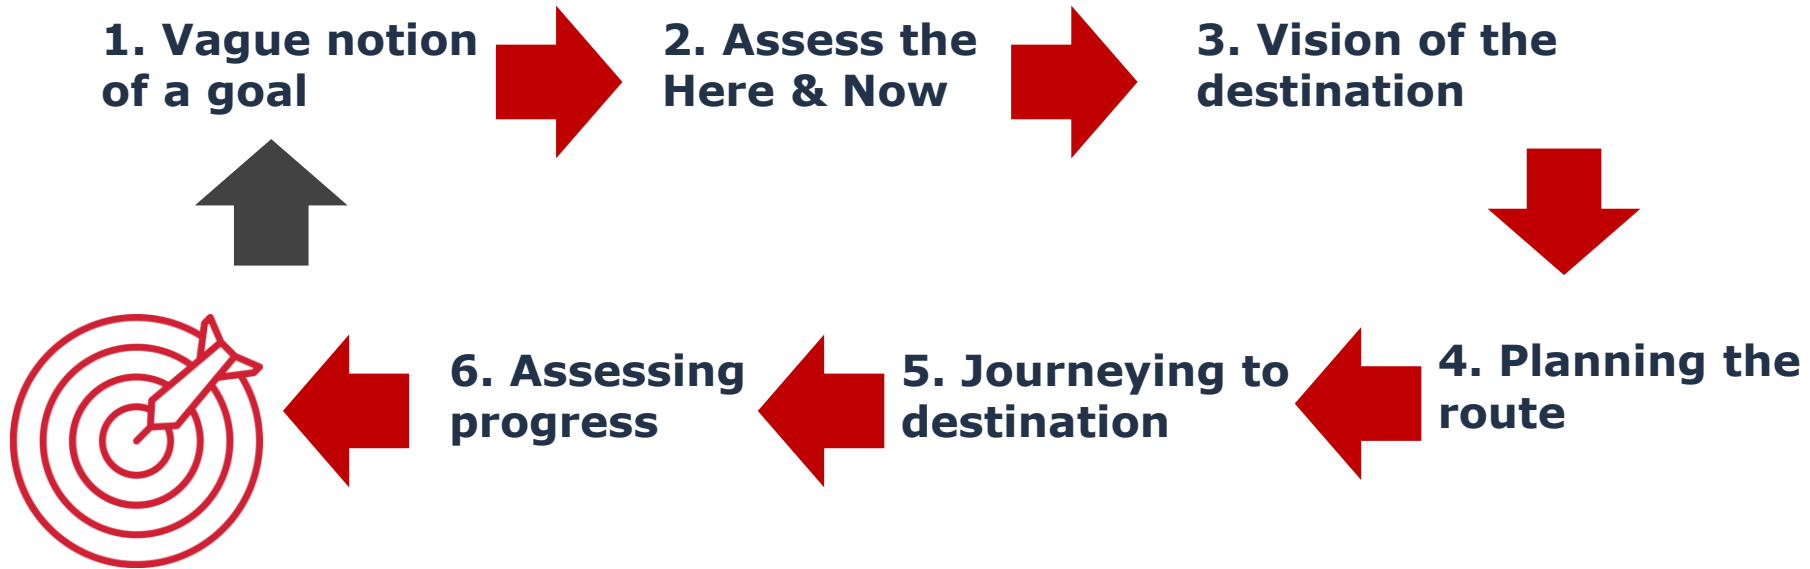 1. Vague notion
of a goal
2. Assess the
Here & Now
3. Vision of the
destination
4. Planning the
route
5. Journeying to
destination
6. Assessing
progress